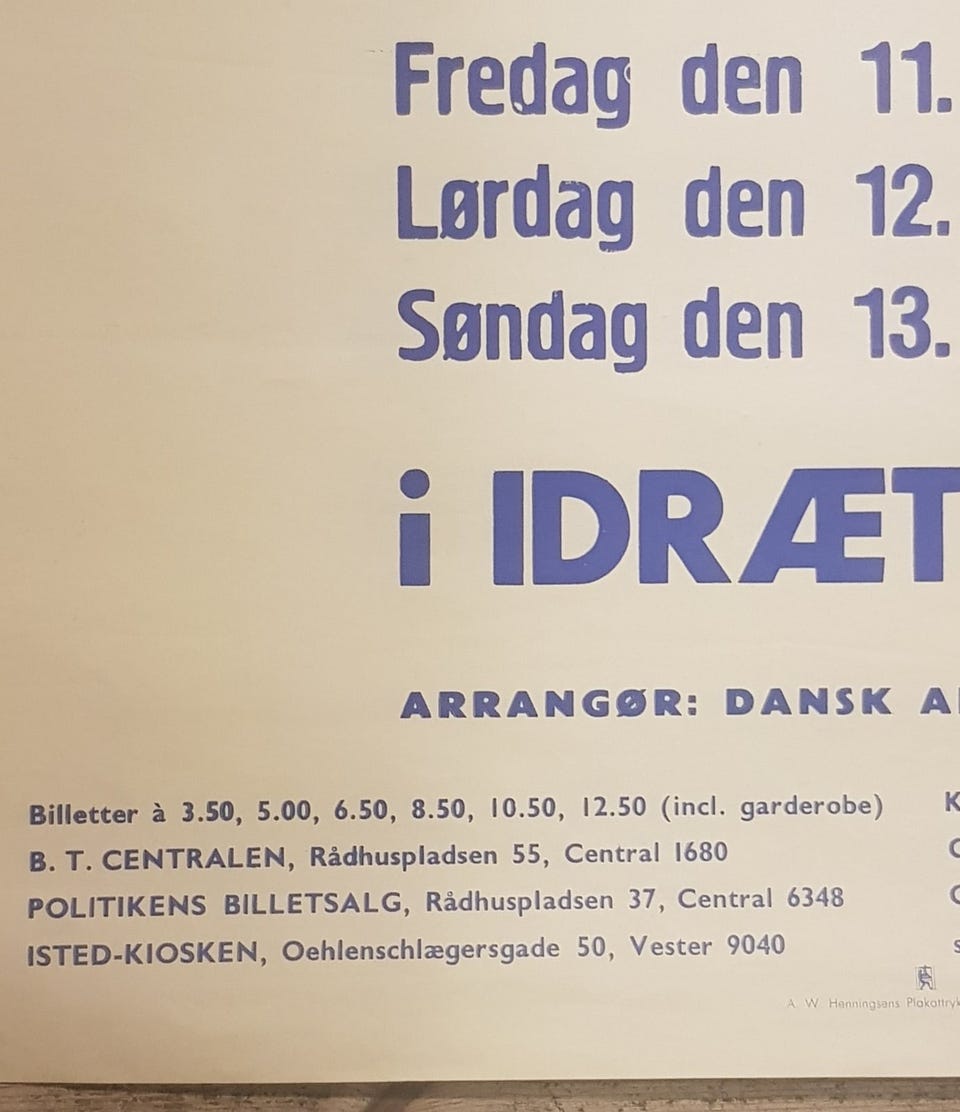 Fredag den 11.
Lørdag den 12.
Søndag den 13.
i IDRÆT
ARRANGØR: DANSK A
Billetter à 3.50, 5.00, 6.50, 8.50, 10.50, 12.50 (incl. garderobe) K
B. T. CENTRALEN, Rådhuspladsen 55, Central 1680
POLITIKENS BILLETSALG, Rådhuspladsen 37, Central 6348
ISTED-KIOSKEN, Oehlenschlægersgade 50, Vester 9040 s
A. W. Henningsens Plakattryk